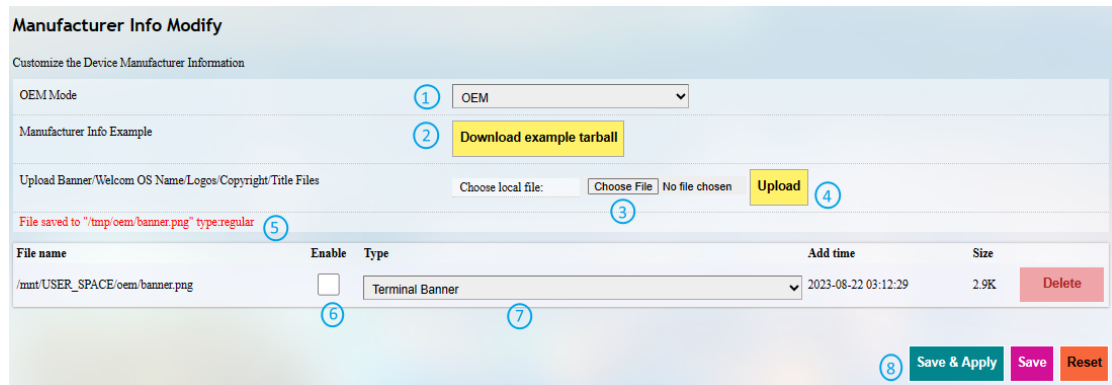 Manufacturer Info Modify
Customize the Device Manufacturer Information
OEM Mode 1 OEM
Manufacturer Info Example 2 Download example tarball
Upload Banner/Welcom OS Name/Logos/Copyright/Title Files Choose local file: Choose File No file chosen Upload 4
3
File saved to "/tmp/oem/banner.png" type:regular 5
File name Enable Type Add time Size
/mnt/USER_SPACE/oem/banner.png Terminal Banner 2023-08-22 03:12:29 2.9K Delete
6 7
8 Save & Apply Save Reset